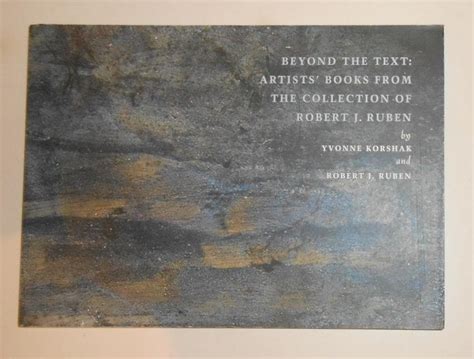 BEYOND THE TEXT:
ARTISTS' BOOKS FROM
THE COLLECTION OF
ROBERT J. RUBEN
by
YVONNE KORSHAK
and
ROBERT J. RUBEN